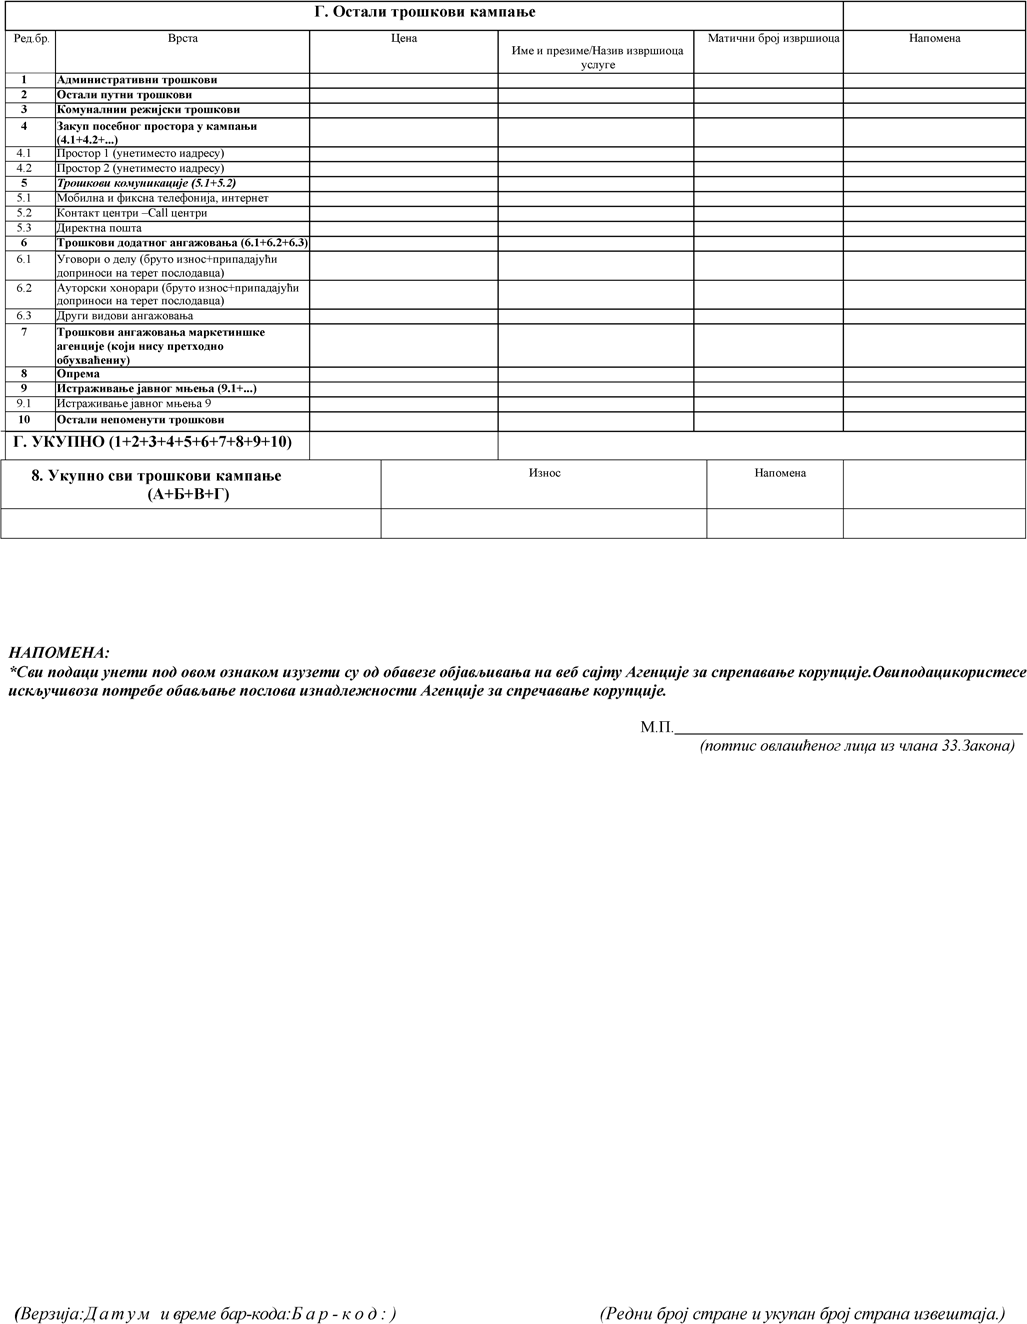 Г. Остали трошкови кампање
Ред.бр. Врста Цена Име и презиме/Назив извршиоца Матични број извршиоца Напомена
услуге
1 Административни трошкови
2 Остали путни трошкови
3 Комуналнии режијски трошкови
4 Закуп посебног простора у кампањи
(4.1+4.2+...)
4.1 Простор 1 (унетиместо иадресу)
4.2 Простор 2 (унетиместо иадресу)
5 Трошкови комуникације (5.1+5.2)
5.1 Мобилна и фиксна телефонија, интернет
5.2 Контакт центри –Call центри
5.3 Директна пошта
6 Трошкови додатног ангажовања (6.1+6.2+6.3)
6.1 Уговори о делу (бруто износ+припадајући
доприноси на терет послодавца)
6.2 Ауторски хонорари (бруто износ+припадајући
доприноси на терет послодавца)
6.3 Други видови ангажовања
7 Трошкови ангажовања маркетиншке
агенције (који нису претходно
обухваћениу)
8 Опрема
9 Истраживање јавног мњења (9.1+...)
9.1 Истраживање јавног мњења 9
10 Остали непоменути трошкови
Г. УКУПНО (1+2+3+4+5+6+7+8+9+10)
8. Укупно сви трошкови кампање Износ Напомена
(А+Б+В+Г)
НАПОМЕНА:
*Сви подаци унети под овом ознаком изузети су од обавезе објављивања на веб сајту Агенције за спрепавање корупције.Овиподацикористесе
искључивоза потребе обављање послова изнадлежности Агенције за спречавање корупције.
М.П.
(потпис овлашћеног лица из члана 33.Закона)
(Верзија:Датум и време бар-кода:Бар-код:) (Редни број стране и укупан број страна извештаја.)